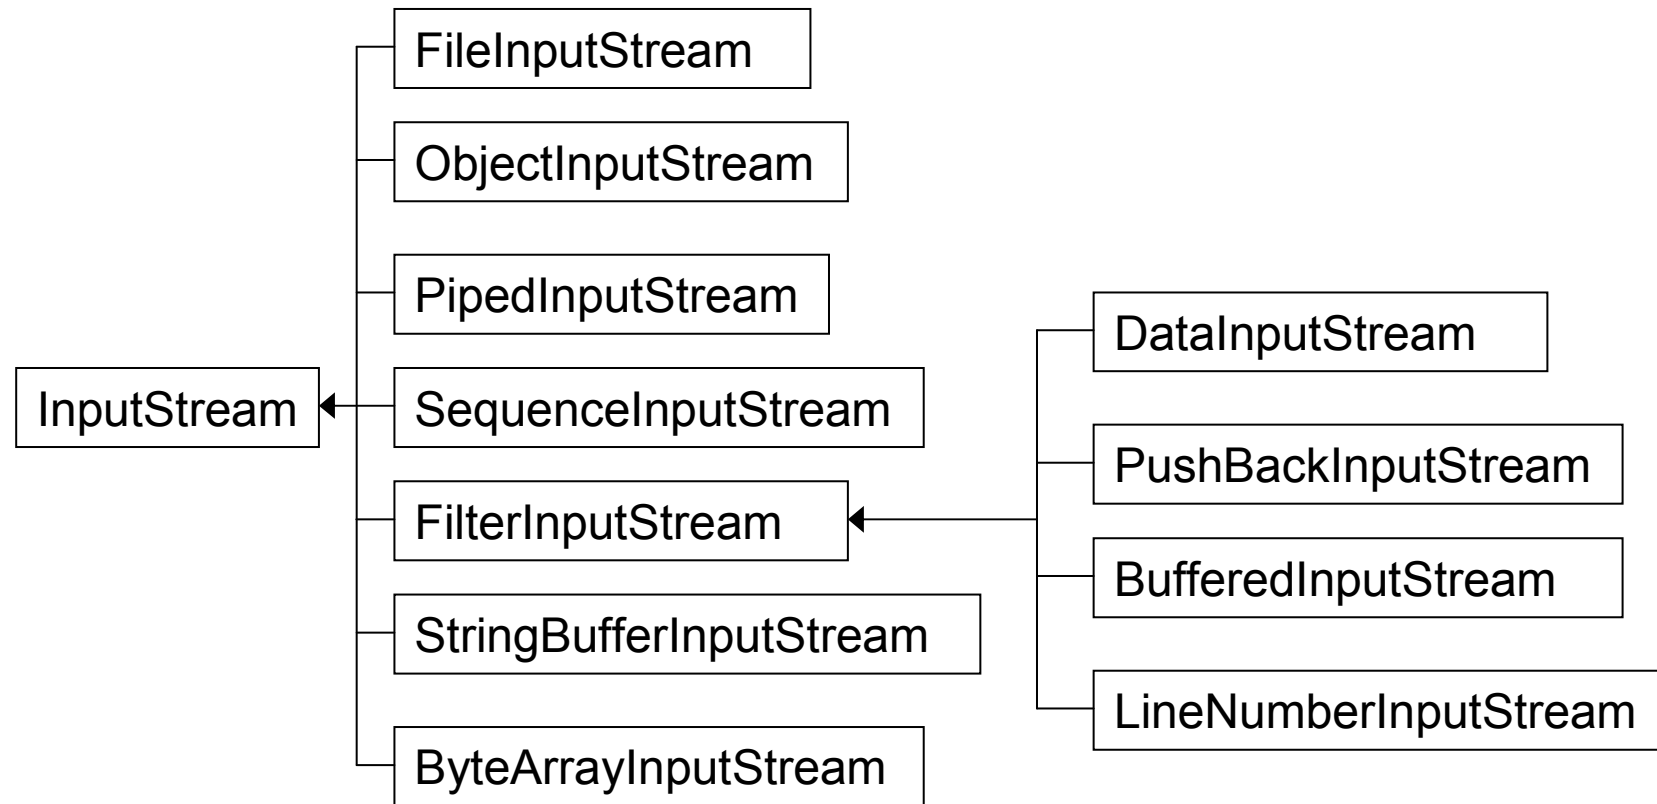 FileInputStream
ObjectInputStream
PipedInputStream
InputStream
SequenceInputStream
FilterInputStream
StringBufferInputStream
ByteArrayInputStream
DataInputStream
PushBackInputStream
BufferedInputStream
LineNumberInputStream